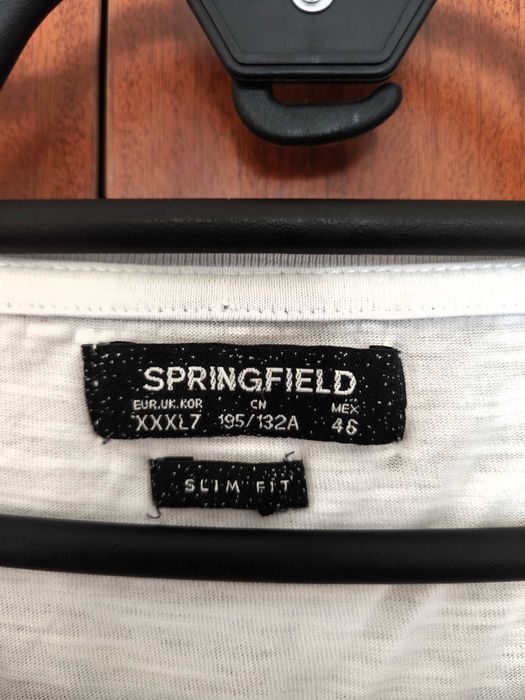 SPRINGFIELD
EUR.UK.KOR CN MEX
XXXL7 195/132A 46
SLIM FIT